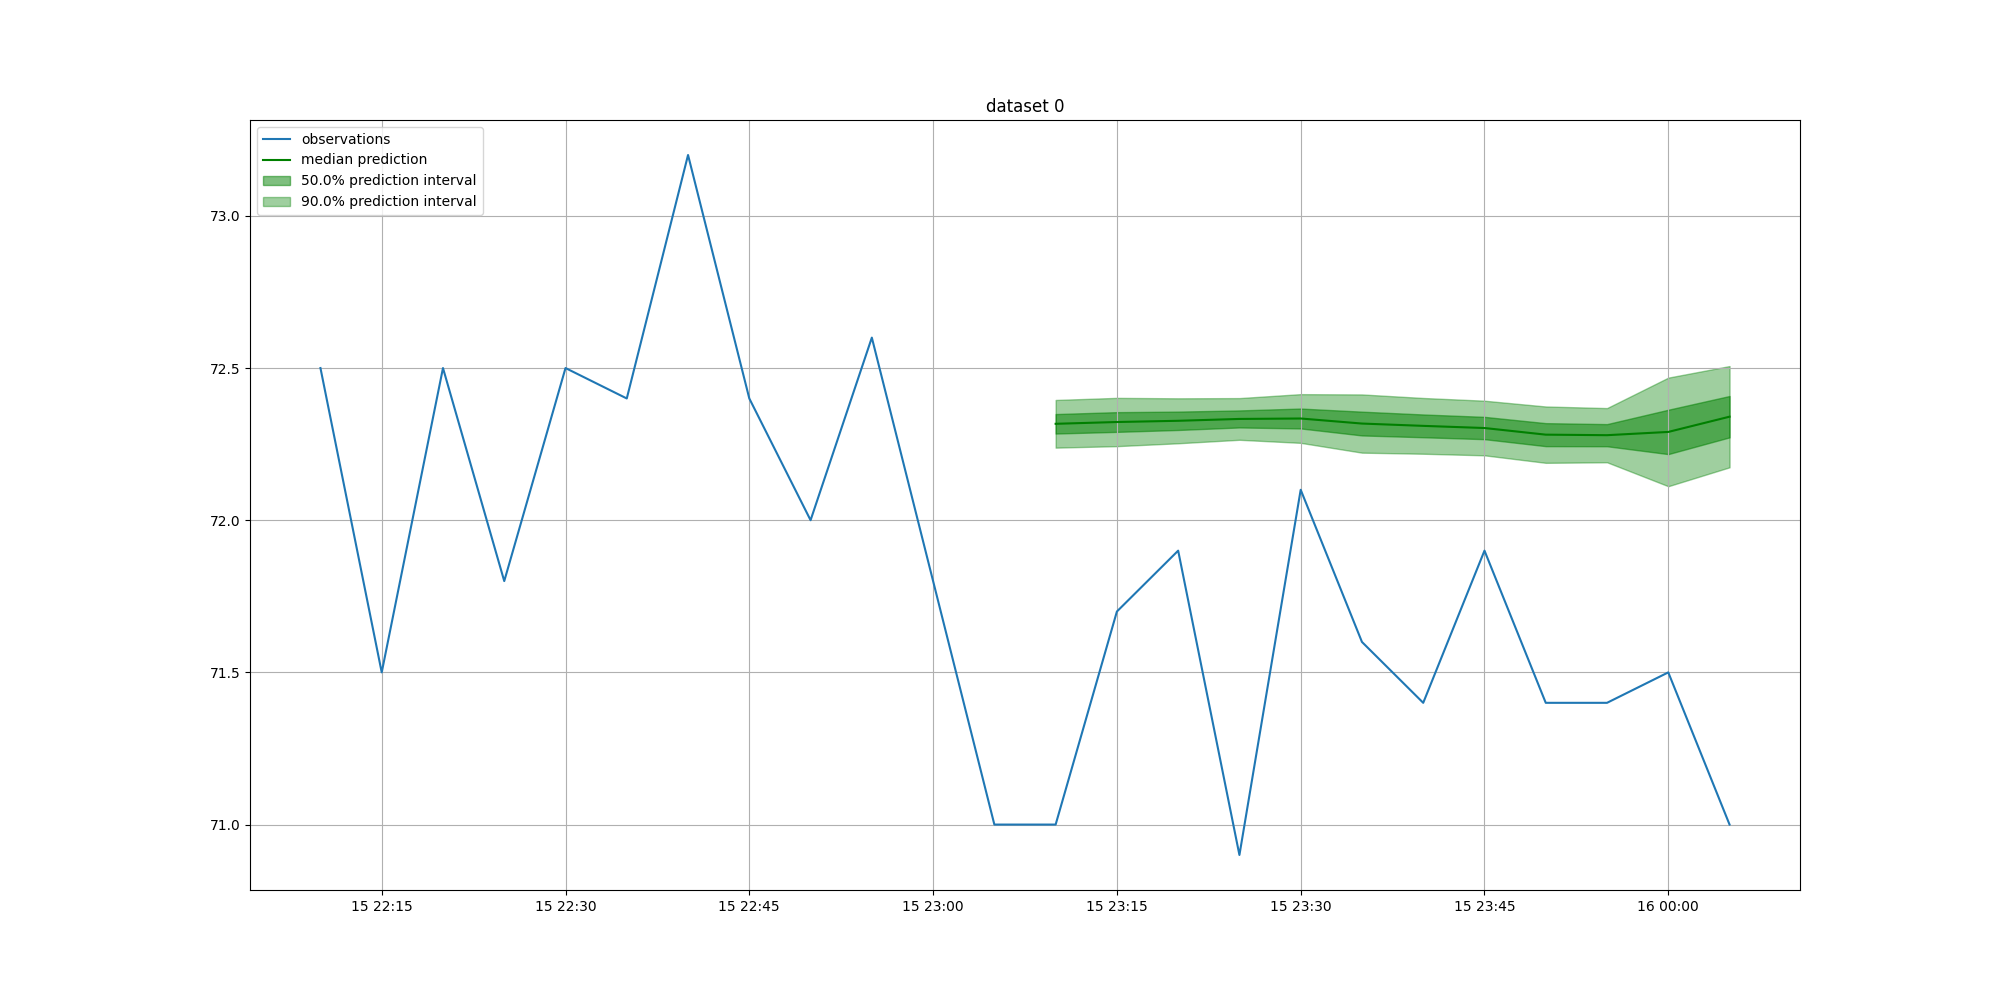 dataset 0
observations
median prediction
50.0% prediction interval
90.0% prediction interval
73.0
72.5
72.0
71.5
71.0
15 22:15
15 22:30
15 22:45
15 23:00
15 23:15
15 23:30
15 23:45
16 00:00